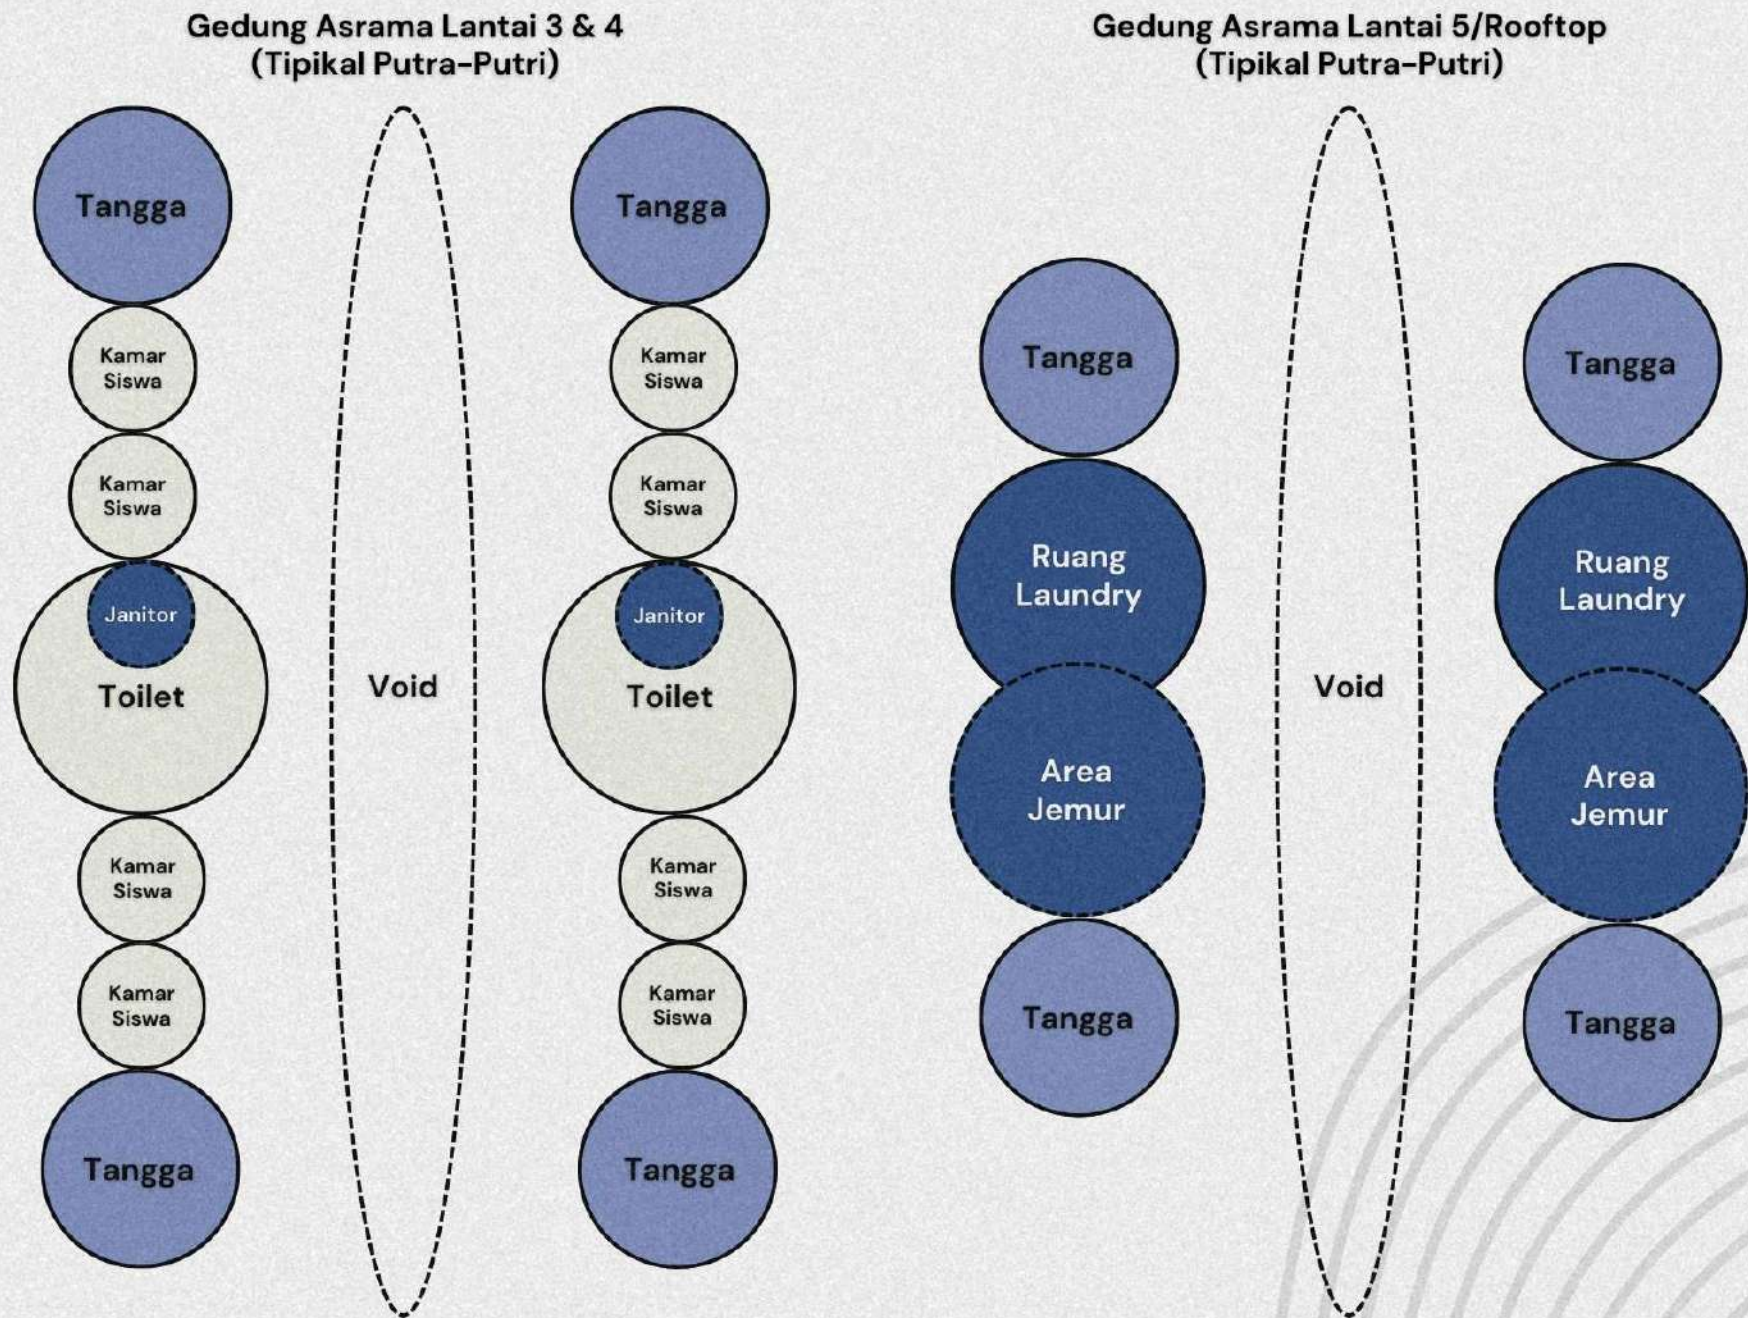 Gedung Asrama Lantai 3 & 4
(Tipikal Putra-Putri)
Tangga
Kamar
Siswa
Kamar
Siswa
Janitor
Toilet
Kamar
Siswa
Kamar
Siswa
Tangga
Void
Tangga
Kamar
Siswa
Kamar
Siswa
Janitor
Toilet
Kamar
Siswa
Kamar
Siswa
Tangga
Gedung Asrama Lantai 5/Rooftop
(Tipikal Putra-Putri)
Tangga
Ruang
Laundry
Area
Jemur
Tangga
Void
Tangga
Ruang
Laundry
Area
Jemur
Tangga